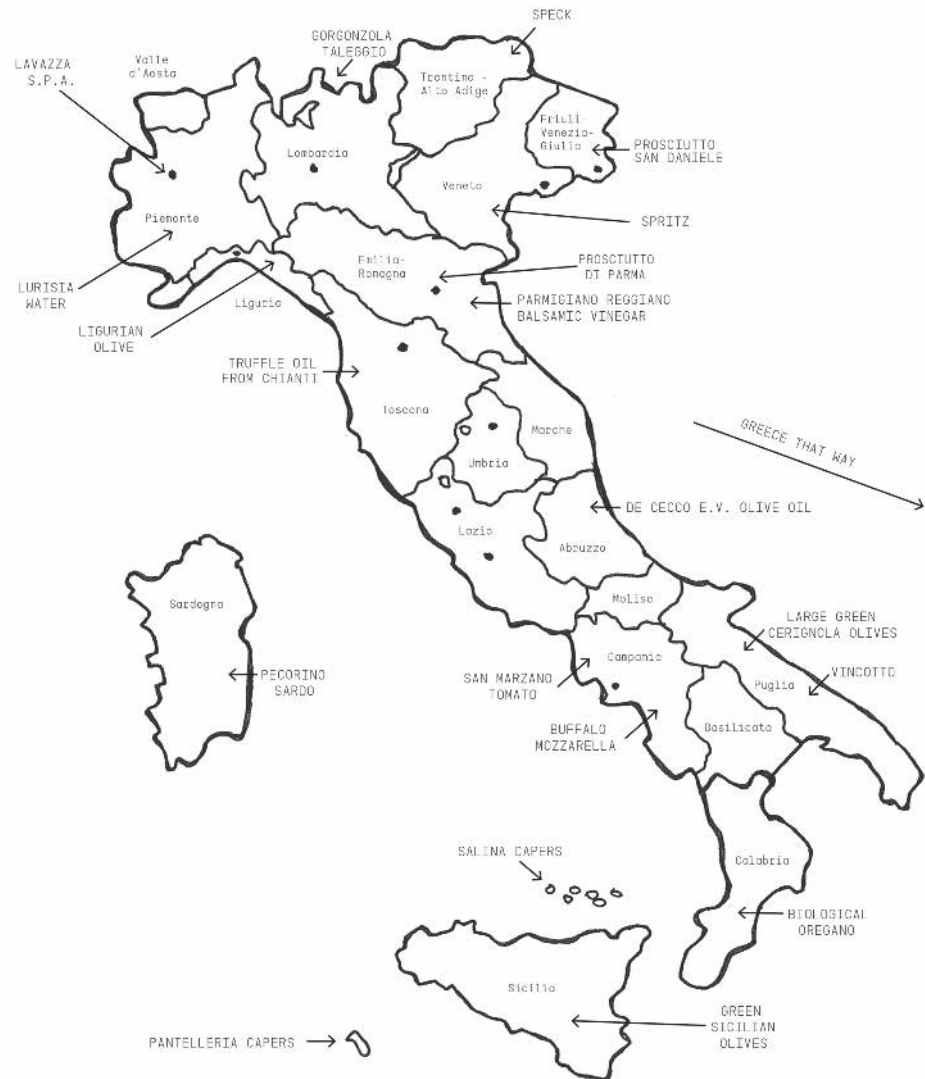 SPECK
GORGONZOLA
TALEGGIO
LAVAZZA
S.P.A.
Valle
d'Aosta
Trentino -
Alto Adige
Friuli-
Venezia-
Giulia
PROSCIUTTO
SAN DANIELE
Lombardia
Veneto
SPRITZ
Piemonte
LURISIA
WATER
Emilia-
Romagna
PROSCIUTTO
DI PARMA
Liguria
PARMIGIANO REGGIANO
BALSAMIC VINEGAR
LIGURIAN
OLIVE
TRUFFLE OIL
FROM CHIANTI
Toscana
Marche
GREECE THAT WAY
Umbria
DE CECCO E.V. OLIVE OIL
Lazio
Abruzzo
Sardegna
Molise
LARGE GREEN
CERIGNOLA OLIVES
PECORINO
SARDO
SAN MARZANO
TOMATO
Campania
Puglia
VINCOTTO
BUFFALO
MOZZARELLA
Basilicata
SALINA CAPERS
Calabria
BIOLOGICAL
OREGANO
Sicilia
GREEN
SICILIAN
OLIVES
PANTELLERIA CAPERS